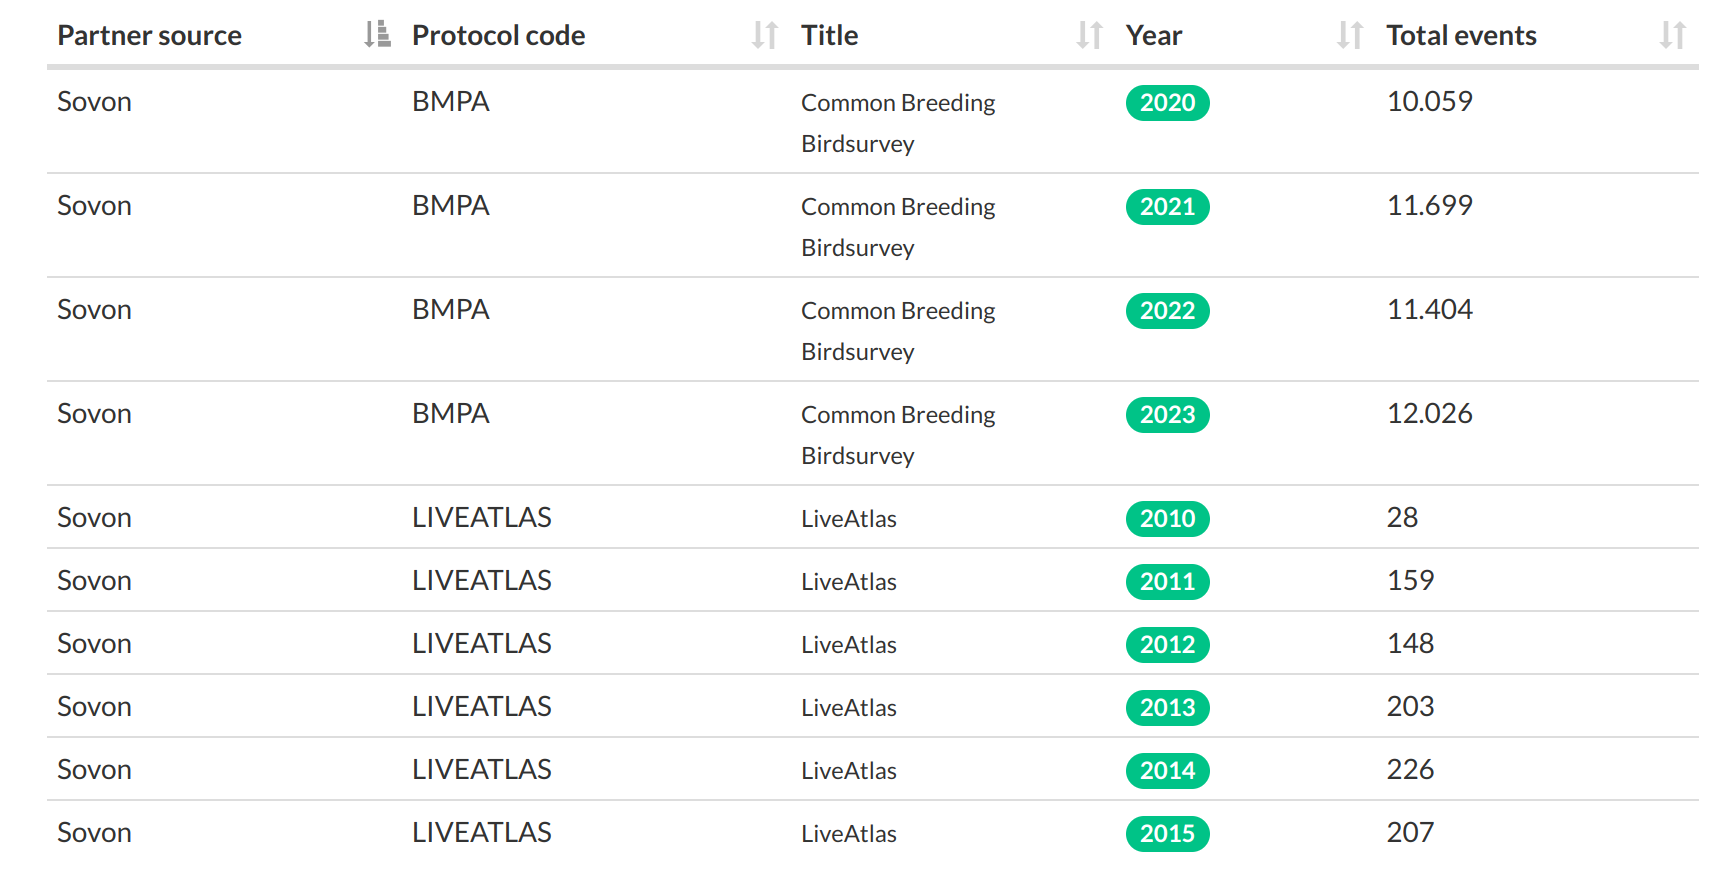 Partner source Protocol code Title Year Total events
Sovon BMPA Common Breeding 2020 10.059
Birdsurvey
Sovon BMPA Common Breeding 2021 11.699
Birdsurvey
Sovon BMPA Common Breeding 2022 11.404
Birdsurvey
Sovon BMPA Common Breeding 2023 12.026
Birdsurvey
Sovon LIVEATLAS LiveAtlas 2010 28
Sovon LIVEATLAS LiveAtlas 2011 159
Sovon LIVEATLAS LiveAtlas 2012 148
Sovon LIVEATLAS LiveAtlas 2013 203
Sovon LIVEATLAS LiveAtlas 2014 226
Sovon LIVEATLAS LiveAtlas 2015 207